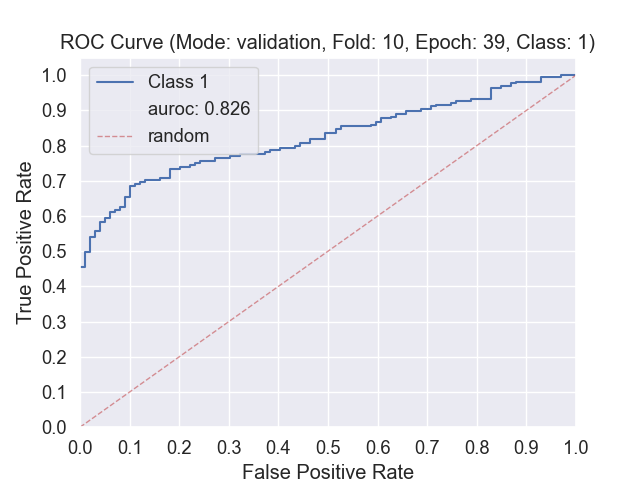 ROC Curve (Mode: validation, Fold: 10, Epoch: 39, Class: 1)
Class 1
auroc: 0.826
random
True Positive Rate
1.0
0.9
0.8
0.7
0.6
0.5
0.4
0.3
0.2
0.1
0.0
0.0 0.1 0.2 0.3 0.4 0.5 0.6 0.7 0.8 0.9 1.0
False Positive Rate